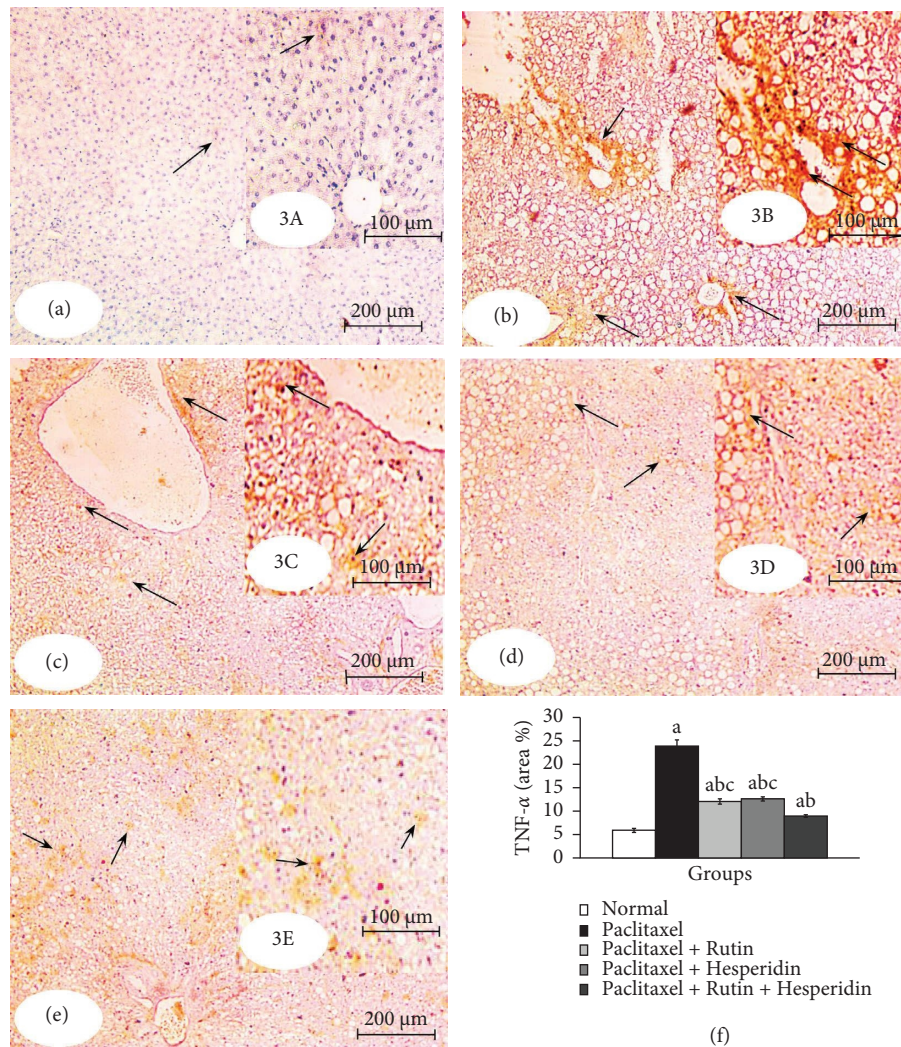 3A
100 µm
(a)
200 µm
3B
100 µm
(b)
200 µm
3C
100 µm
(c)
200 µm
3D
100 µm
(d)
200 µm
3E
100 µm
(e)
200 µm
30
25
20
15
10
5
0
TNF-α (area %)
a
abc
abc
ab
Groups
Normal
Paclitaxel
Paclitaxel + Rutin
Paclitaxel + Hesperidin
Paclitaxel + Rutin + Hesperidin
(f)